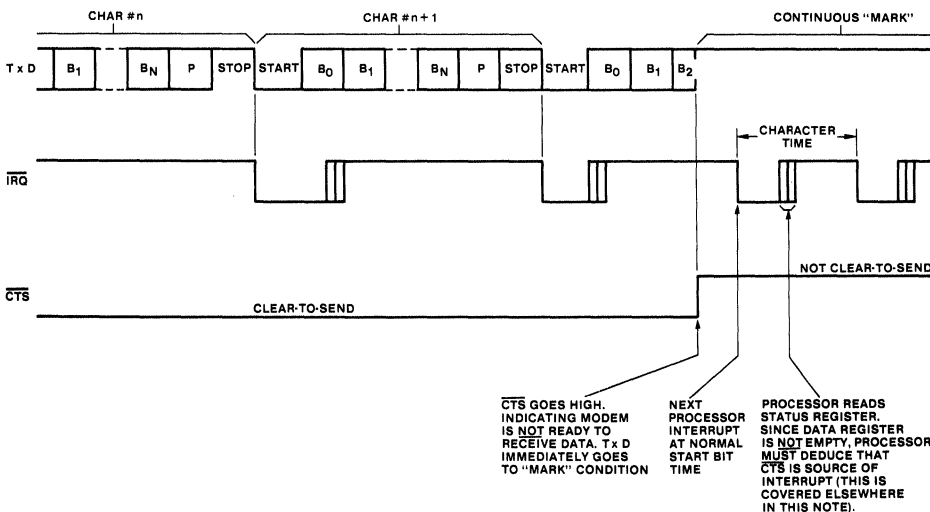 CHAR #n
CHAR #n+1
CONTINUOUS “MARK”
T x D
B1
BN
P
STOP
START
B0
B1
BN
P
STOP
START
B0
B1
B2
CHARACTER
TIME
IRQ
NOT CLEAR-TO-SEND
CTS
CLEAR-TO-SEND
CTS GOES HIGH.
INDICATING MODEM
IS NOT READY TO
RECEIVE DATA. T x D
IMMEDIATELY GOES
TO “MARK” CONDITION
NEXT
PROCESSOR
INTERRUPT
AT NORMAL
START BIT
TIME
PROCESSOR READS
STATUS REGISTER.
SINCE DATA REGISTER
IS NOT EMPTY, PROCESSOR
MUST DEDUCE THAT
CTS IS SOURCE OF
INTERRUPT (THIS IS
COVERED ELSEWHERE
IN THIS NOTE).